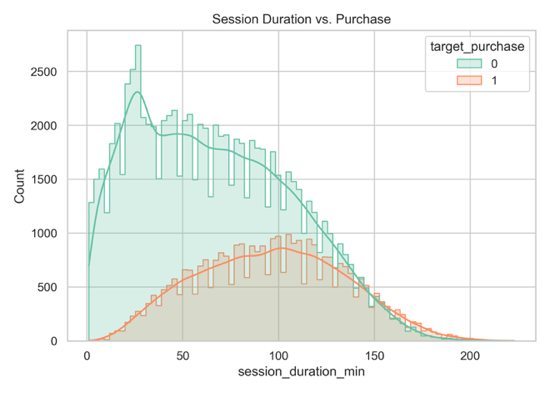 Session Duration vs. Purchase
target_purchase
0
1
Count
2500
2000
1500
1000
500
0
0 50 100 150 200
session_duration_min